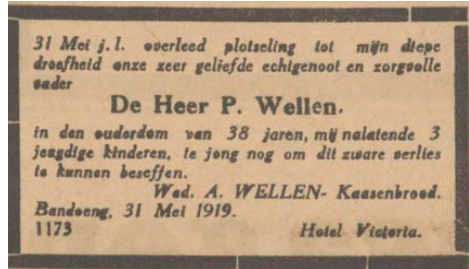 31 Mei j.l. overleed plotseling tot mijn diepe
droefheid onze zeer geliefde echtgenoot en zorgvolle
vader
De Heer P. Wellen.
in den ouderdom van 38 jaren, mij nalatende 3
jeugdige kinderen, te jong nog om dit zware verlies
te kunnen beseffen.
Wed. A. WELLEN- Kaasenbrood.
Bandoeng, 31 Mei 1919.
1173 Hotel Victoria.